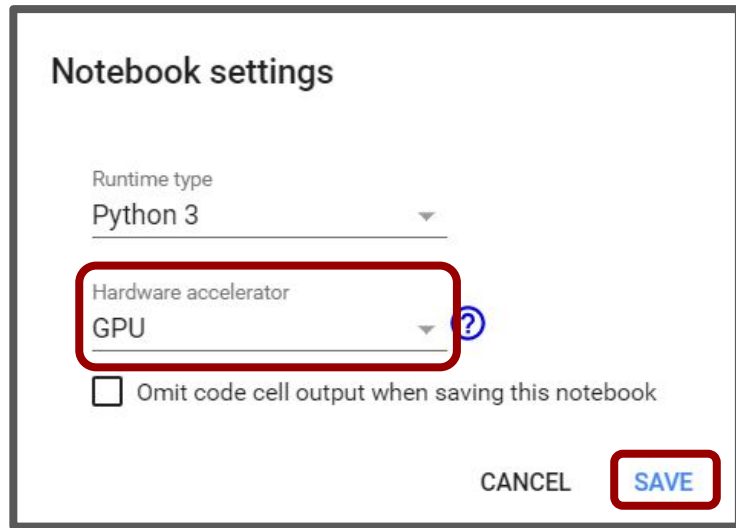 Notebook settings
Runtime type
Python 3
Hardware accelerator
GPU
?
Omit code cell output when saving this notebook
CANCEL SAVE